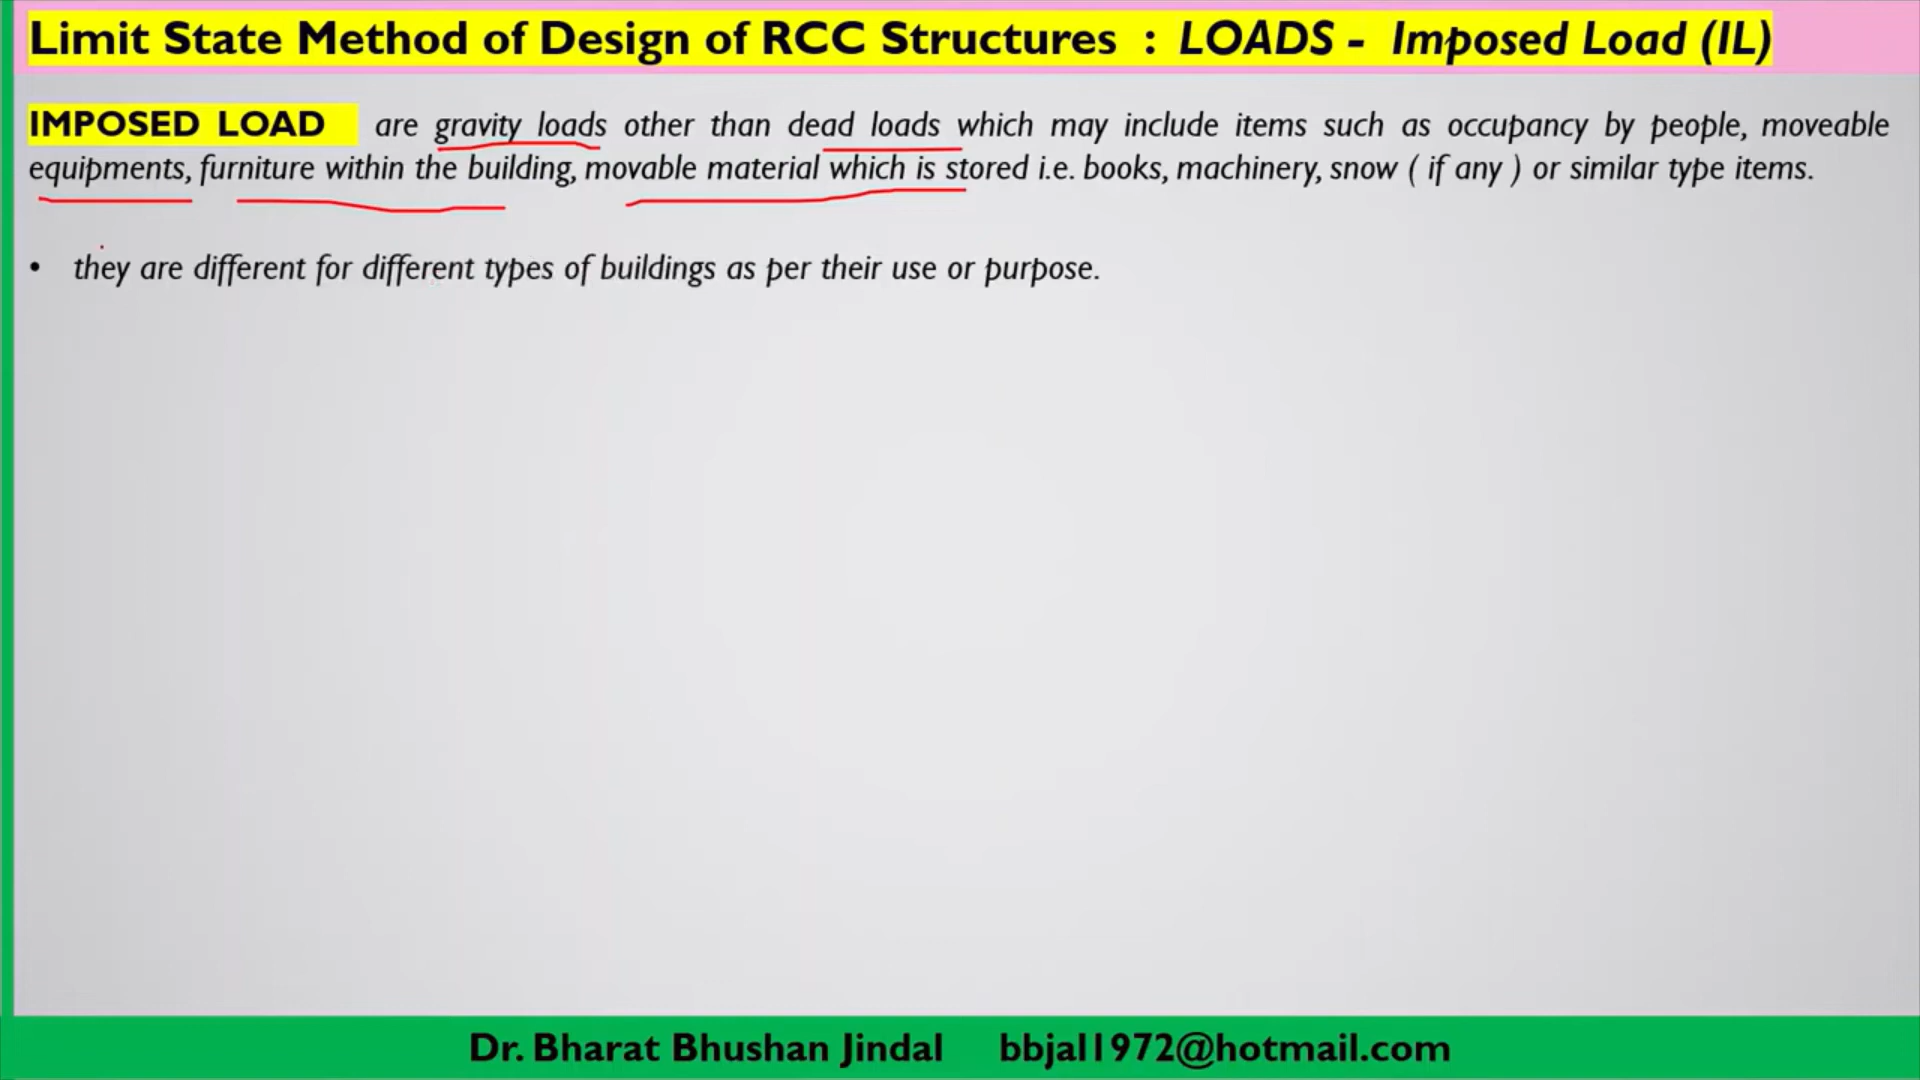 Limit State Method of Design of RCC Structures : LOADS - Imposed Load (IL)
IMPOSED LOAD are gravity loads other than dead loads which may include items such as occupancy by people, moveable
equipments, furniture within the building, movable material which is stored i.e. books, machinery, snow ( if any ) or similar type items.
• they are different for different types of buildings as per their use or purpose.
Dr. Bharat Bhushan Jindal bbjal1972@hotmail.com